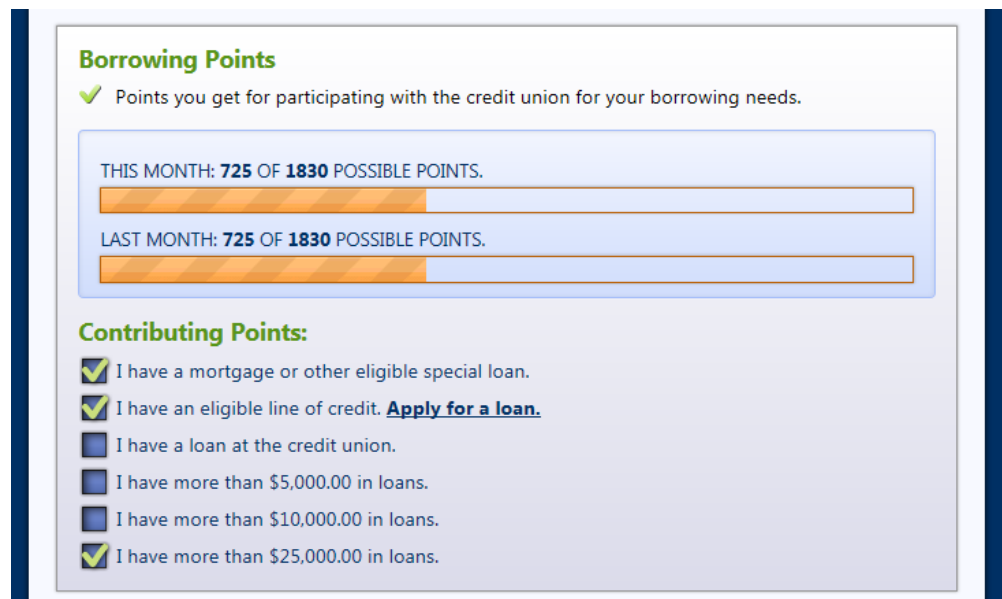 Borrowing Points
Points you get for participating with the credit union for your borrowing needs.
THIS MONTH: 725 OF 1830 POSSIBLE POINTS.
LAST MONTH: 725 OF 1830 POSSIBLE POINTS.
Contributing Points:
I have a mortgage or other eligible special loan.
I have an eligible line of credit. Apply for a loan.
I have a loan at the credit union.
I have more than $5,000.00 in loans.
I have more than $10,000.00 in loans.
I have more than $25,000.00 in loans.